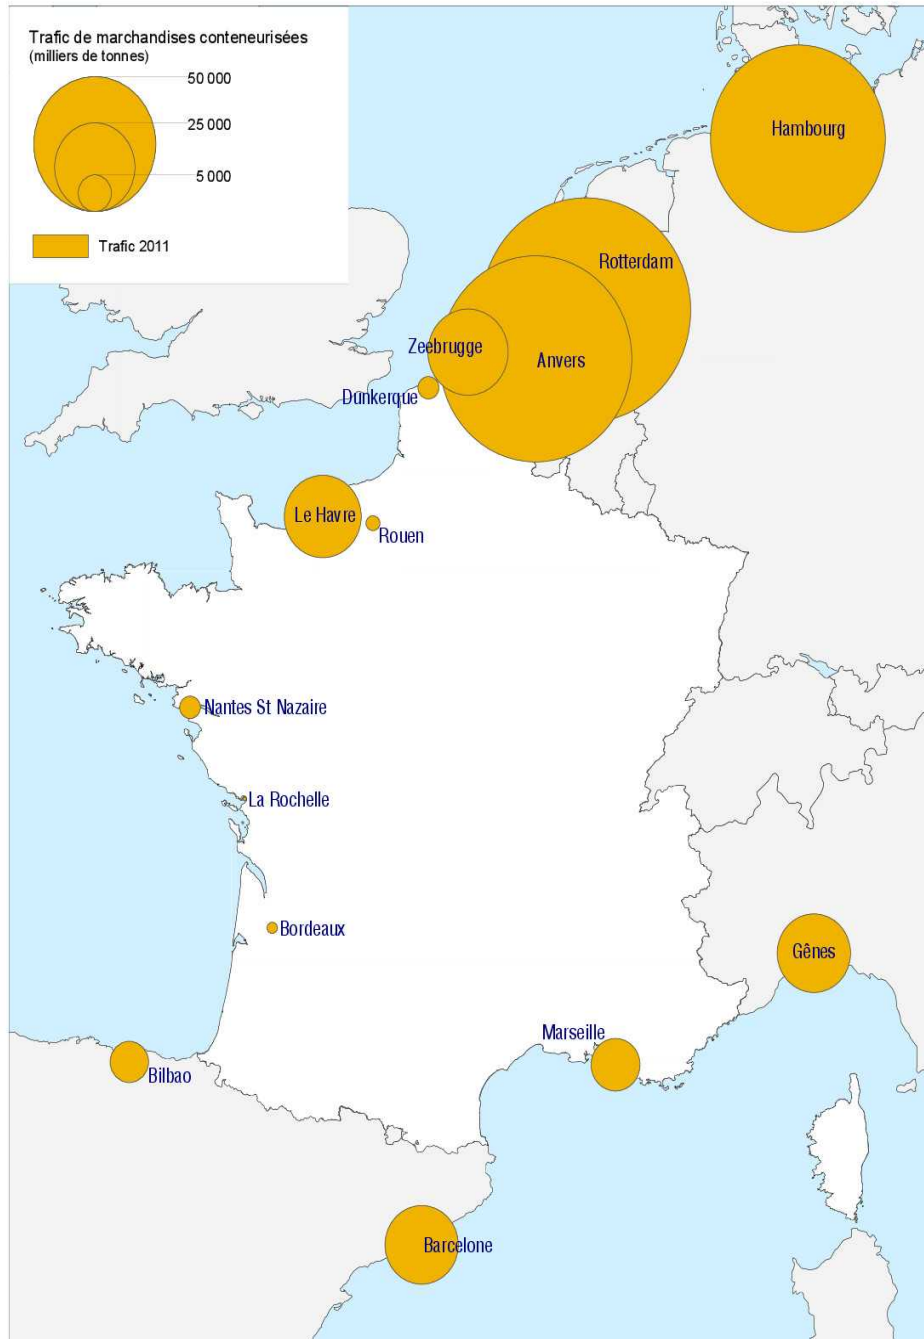 Trafic de marchandises conteneurisées
(milliers de tonnes)
50 000
25 000
5 000
Trafic 2011
Hambourg
Rotterdam
Zeebrugge
Anvers
Dunkerque
Le Havre
Rouen
Nantes St Nazaire
La Rochelle
Bordeaux
Gênes
Marseille
Bilbao
Barcelone